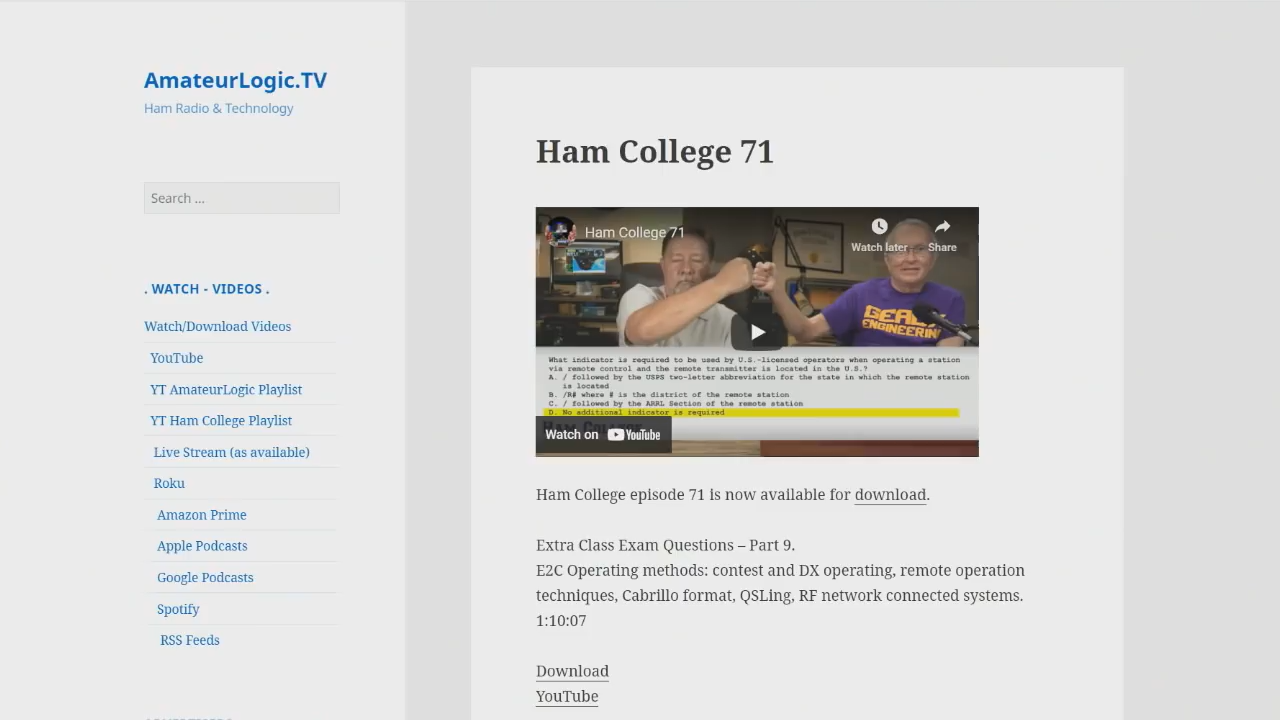 AmateurLogic.TV
Ham Radio & Technology
Search ...
. WATCH - VIDEOS .
Watch/Download Videos
YouTube
YT AmateurLogic Playlist
YT Ham College Playlist
Live Stream (as available)
Roku
Amazon Prime
Apple Podcasts
Google Podcasts
Spotify
RSS Feeds
Ham College 71
Ham College 71
Watch later
Share
ENGINEERIN
What indicator is required to be used by U.S.-licensed operators when operating a station
via remote control and the remote transmitter is located in the U.S.?
A. / followed by the USPS two-letter abbreviation for the state in which the remote station
is located
B. /R# where # is the district of the remote station
C. / followed by the ARRL Section of the remote station
D. No additional indicator is required
Watch on YouTube
Ham College episode 71 is now available for download.
Extra Class Exam Questions – Part 9.
E2C Operating methods: contest and DX operating, remote operation
techniques, Cabrillo format, QSLing, RF network connected systems.
1:10:07
Download
YouTube